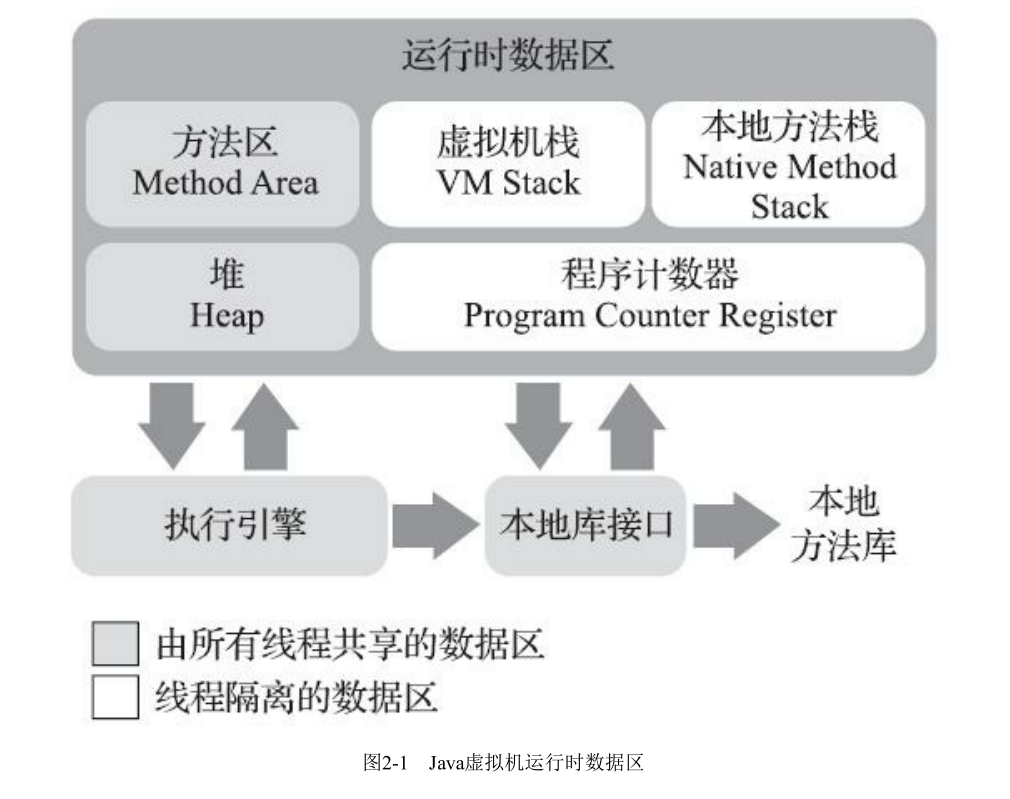 运行时数据区
方法区
Method Area
虚拟机栈
VM Stack
本地方法栈
Native Method
Stack
堆
Heap
程序计数器
Program Counter Register
执行引擎
本地库接口
本地
方法库
由所有线程共享的数据区
线程隔离的数据区
图2-1 Java虚拟机运行时数据区